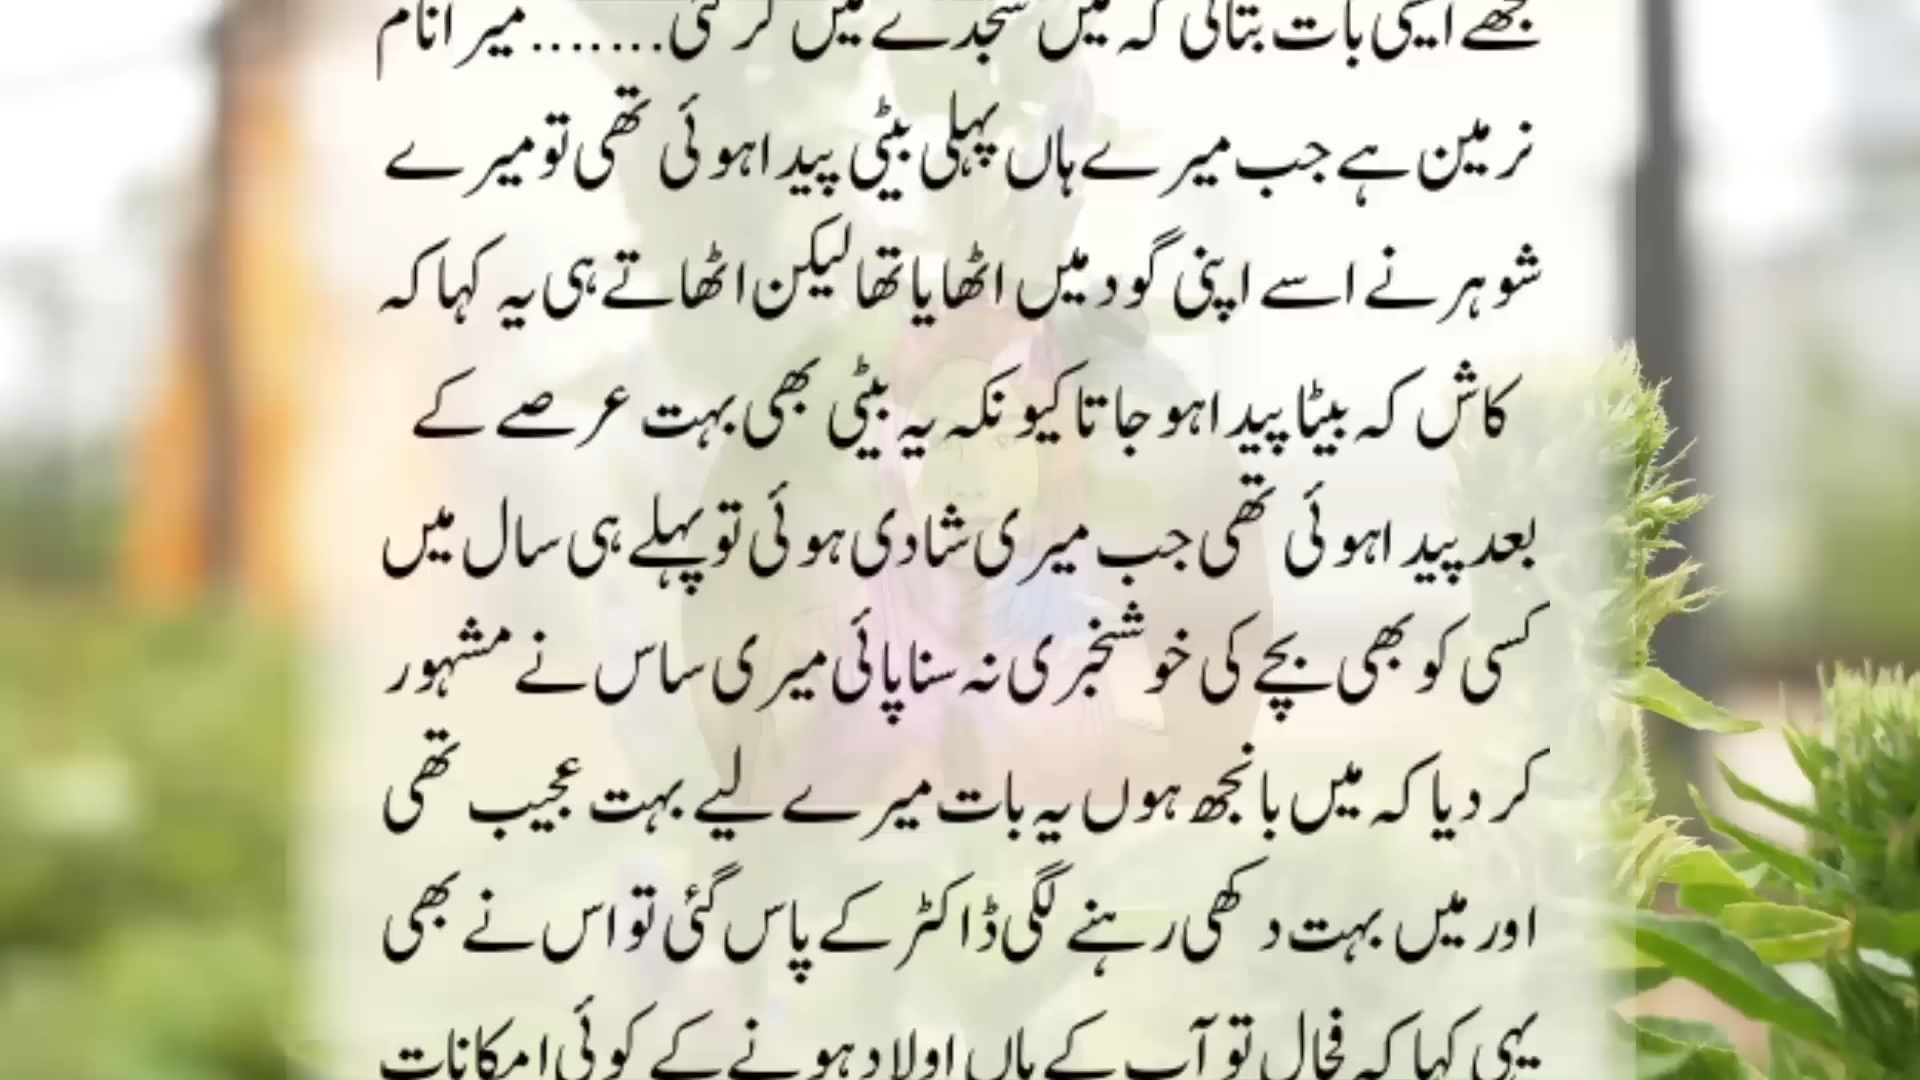 مجھے ایسی بات بتائی کہ میں سجدے میں گر گئی.......میرا نام
نرمین ہے جب میرے ہاں پہلی بیٹی پیدا ہوئی تھی تو میرے
شوہر نے اسے اپنی گود میں اٹھایا تھا لیکن اٹھاتے ہی یہ کہا کہ
کاش کہ بیٹا پیدا ہو جاتا کیونکہ یہ بیٹی بھی بہت عرصے کے
بعد پیدا ہوئی تھی جب میری شادی ہوئی تو پہلے ہی سال میں
کسی کو بھی بچے کی خوشخبری نہ سنا پائی میری ساس نے مشہور
کر دیا کہ میں بانجھ ہوں یہ بات میرے لیے بہت عجیب تھی
اور میں بہت دکھی رہنے لگی ڈاکٹر کے پاس گئی تو اس نے بھی
یہی کہا کہ فلحال تو آپ کے ہاں اولاد ہونے کے کوئی امکانات